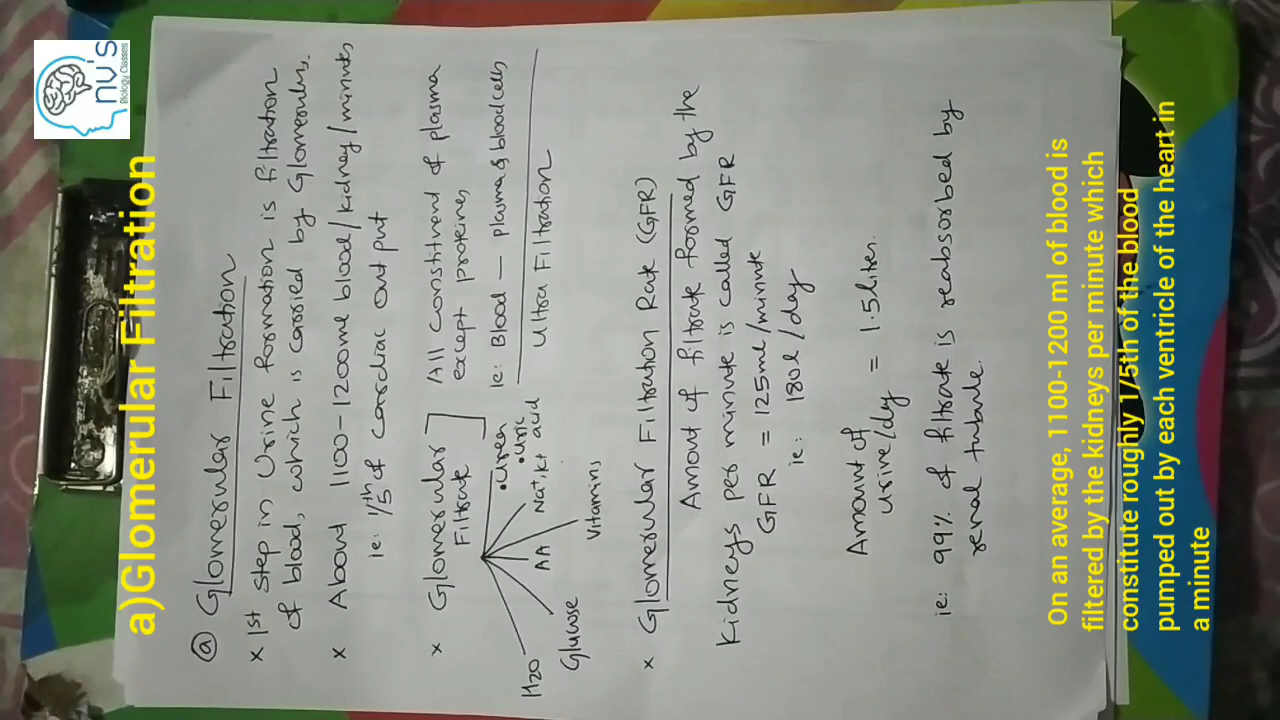 nv's
Biology Classes
a)Glomerular Filtration
ⓐ Glomerular Filtration
x 1st step in Urine formation is filtration
of blood, which is carried by Glomerulus.
x About 1100-1200ml blood/kidney/minutes
ie: 1/5th of cardiac output
x Glomerular Filtrate ] All constituent of plasma
except proteins,
ie: Blood — plasma & blood cells
Ultra Filtration
H2O
Glucose
AA
Vitamins
Na+, K+
•Urea
•Uric acid
x Glomerular Filtration Rate (GFR)
Amount of filtrate formed by the
Kidneys per minute is called GFR
GFR = 125ml/minute
ie: 180l/day
Amount of
urine/day = 1.5liter.
ie: 99% of filtrate is reabsorbed by
renal tubule.
On an average, 1100-1200 ml of blood is
filtered by the kidneys per minute which
constitute roughly 1/5th of the blood
pumped out by each ventricle of the heart in
a minute